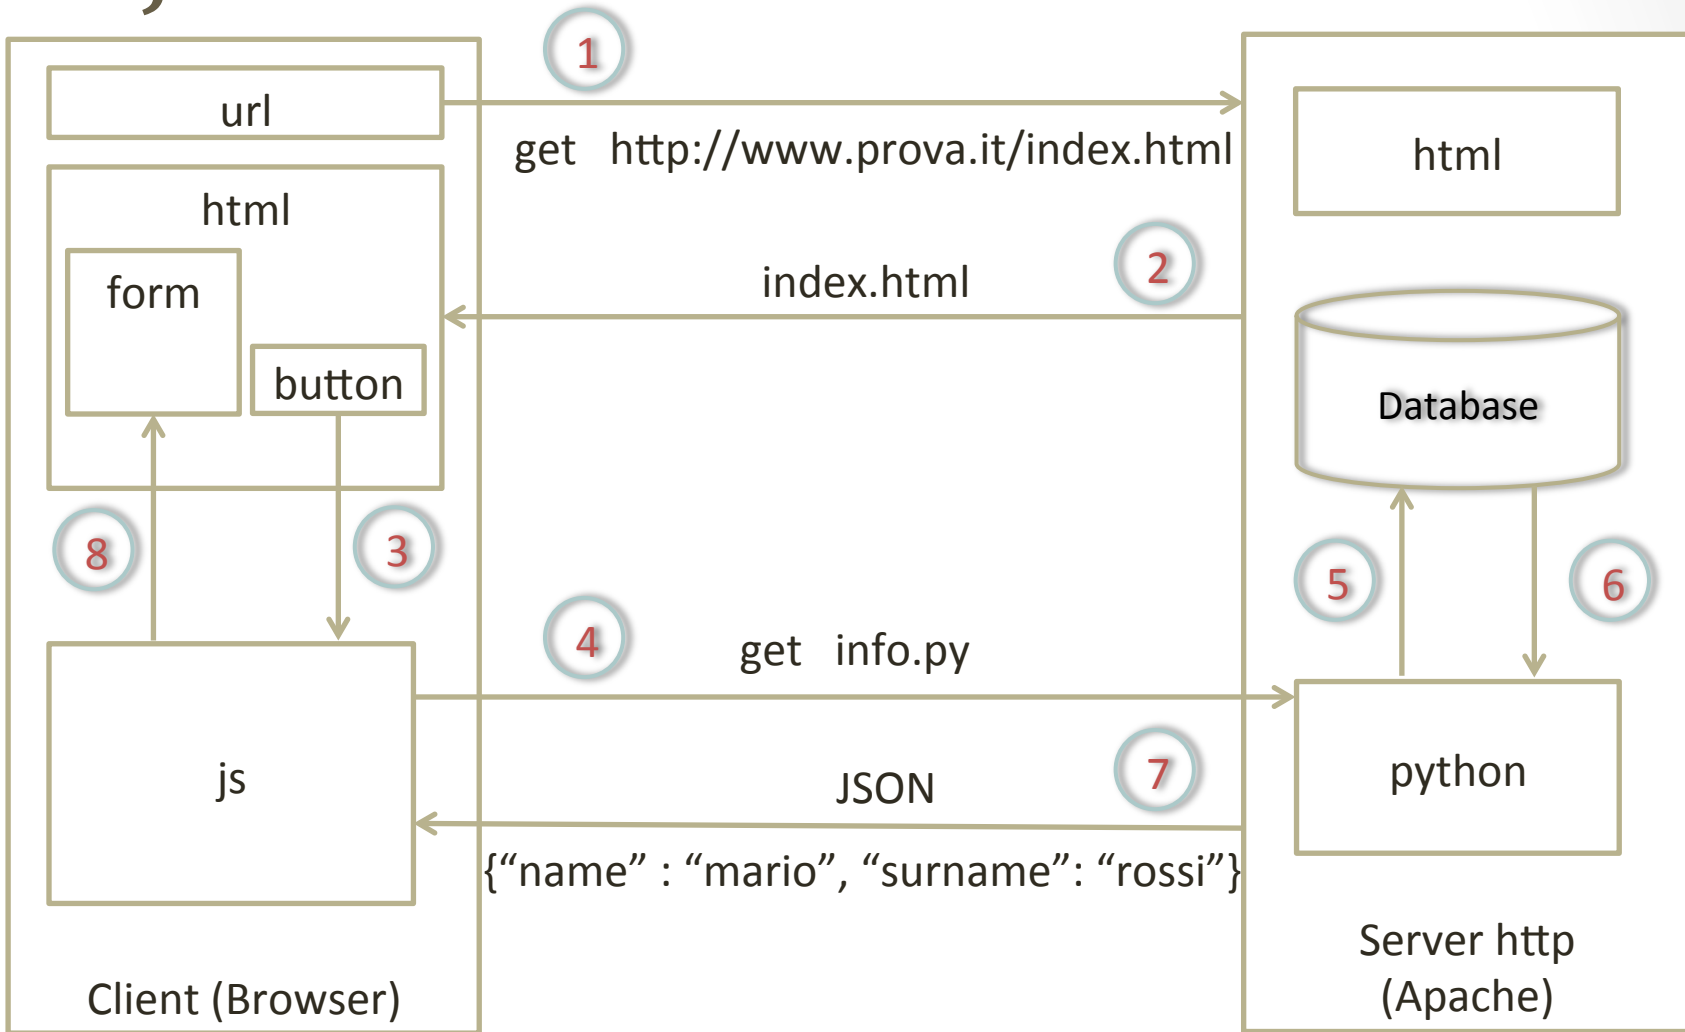 url
1
get   http://www.prova.it/index.html
html
html
form
button
2
index.html
Database
8
3
5
6
4
get   info.py
js
python
7
JSON
{“name” : “mario”, “surname”: “rossi”}
Client (Browser)
Server http
(Apache)